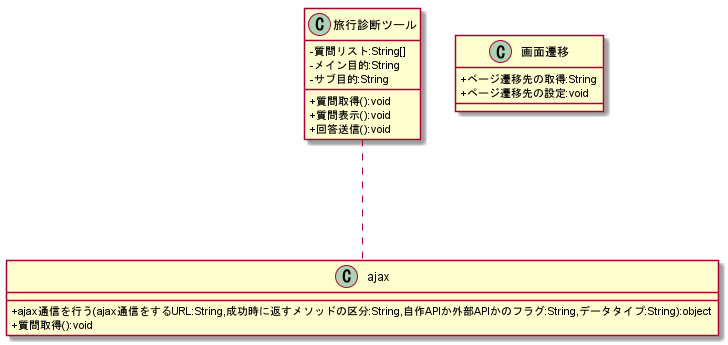 C 旅行診断ツール
-質問リスト:String[]
-メイン目的:String
-サブ目的:String
+質問取得():void
+質問表示():void
+回答送信():void
C 画面遷移
+ページ遷移先の取得:String
+ページ遷移先の設定:void
C ajax
+ajax通信を行う(ajax通信をするURL:String,成功時に返すメソッドの区分:String,自作APIか外部APIかのフラグ:String,データタイプ:String):object
+質問取得():void